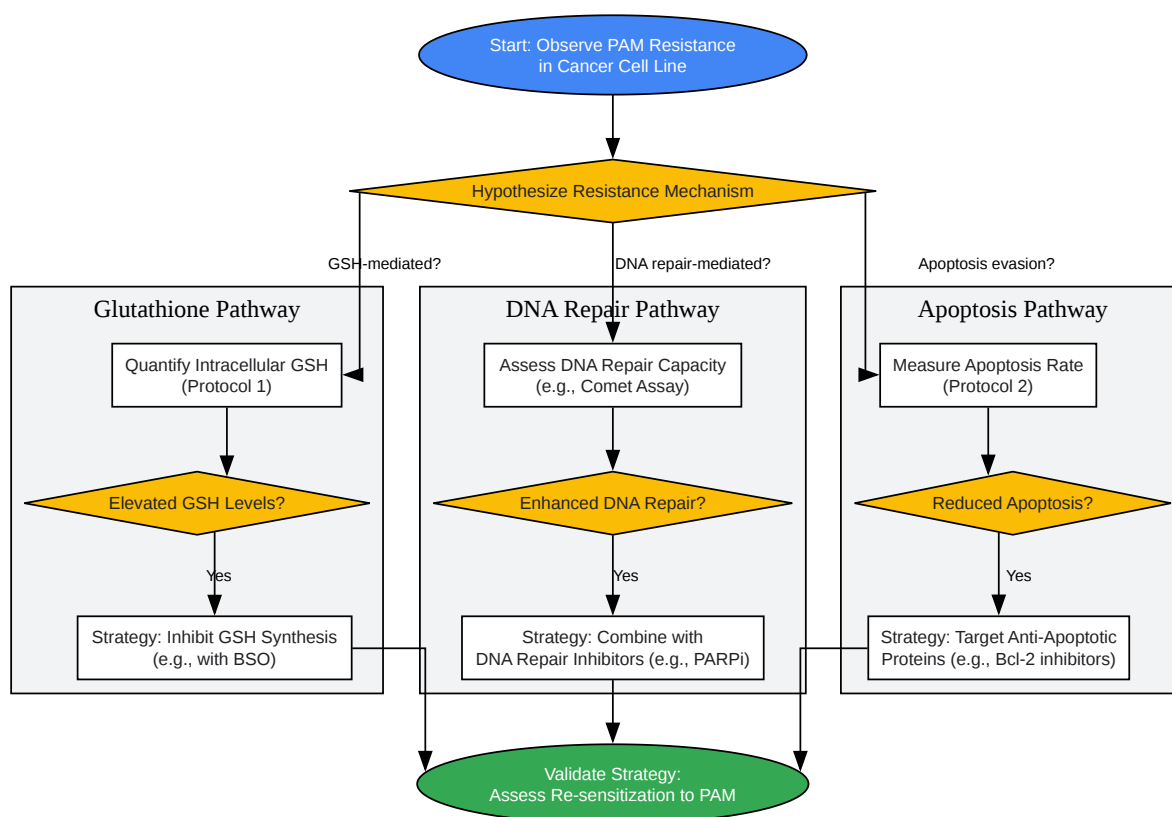 Start: Observe PAM Resistance
in Cancer Cell Line
Hypothesize Resistance Mechanism
GSH-mediated?
DNA repair-mediated?
Apoptosis evasion?
Glutathione Pathway
DNA Repair Pathway
Apoptosis Pathway
Quantify Intracellular GSH
(Protocol 1)
Assess DNA Repair Capacity
(e.g., Comet Assay)
Measure Apoptosis Rate
(Protocol 2)
Elevated GSH Levels?
Enhanced DNA Repair?
Reduced Apoptosis?
Yes
Yes
Yes
Strategy: Inhibit GSH Synthesis
(e.g., with BSO)
Strategy: Combine with
DNA Repair Inhibitors (e.g., PARPi)
Strategy: Target Anti-Apoptotic
Proteins (e.g., Bcl-2 inhibitors)
Validate Strategy:
Assess Re-sensitization to PAM